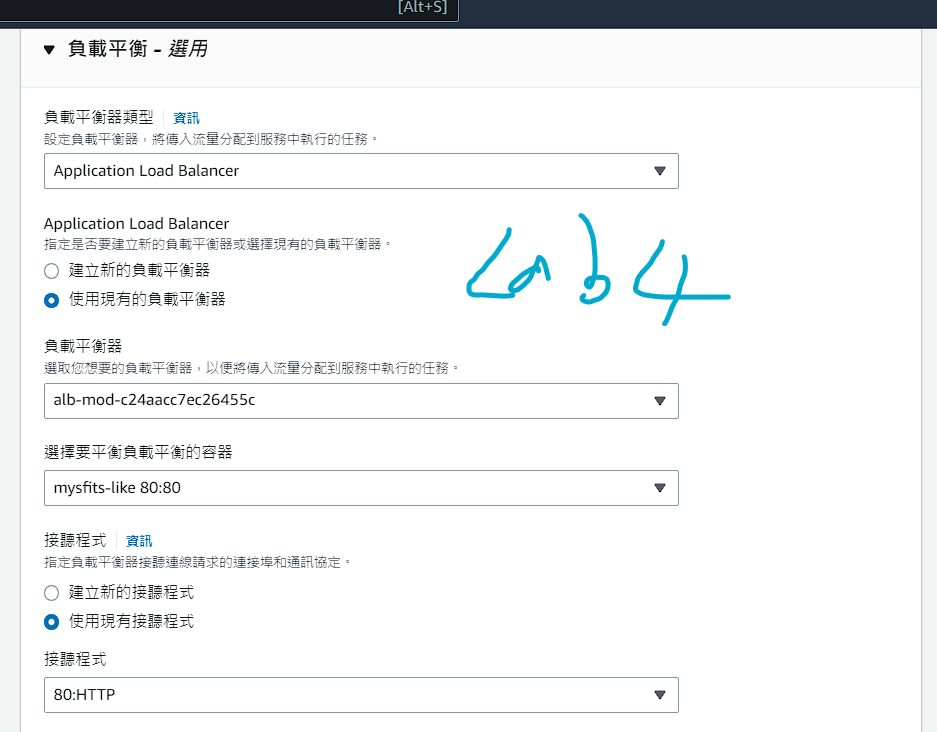 [Alt+S]
▼ 負載平衡 - 選用
負載平衡器類型 資訊
設定負載平衡器，將傳入流量分配到服務中執行的任務。
Application Load Balancer
Application Load Balancer
指定是否要建立新的負載平衡器或選擇現有的負載平衡器。
建立新的負載平衡器
使用現有的負載平衡器
Lab 4
負載平衡器
選取您想要的負載平衡器，以便將傳入流量分配到服務中執行的任務。
alb-mod-c24aacc7ec26455c
選擇要平衡負載平衡的容器
mysfits-like 80:80
接聽程式 資訊
指定負載平衡器接聽連線請求的連接埠和通訊協定。
建立新的接聽程式
使用現有接聽程式
接聽程式
80:HTTP